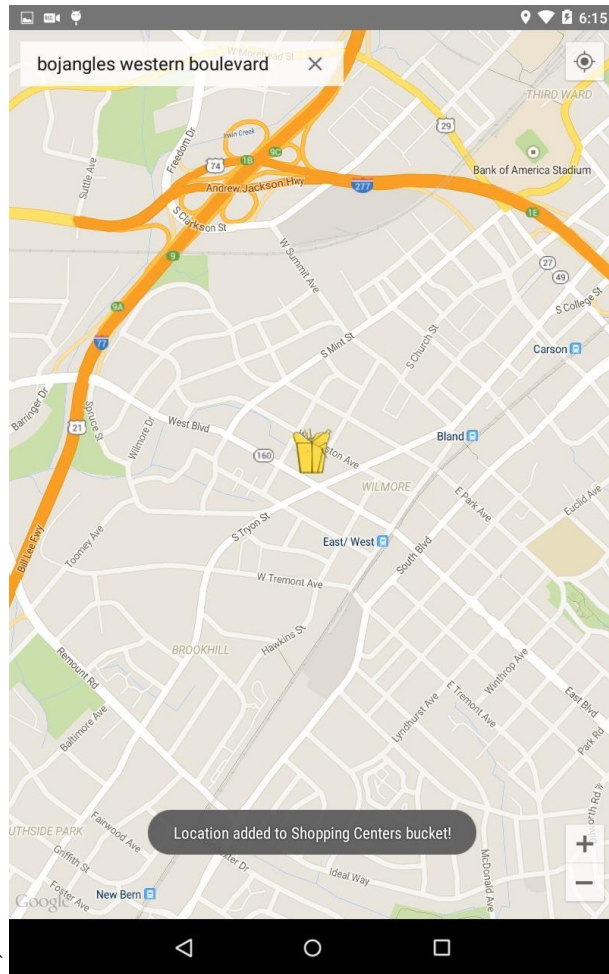 6:15
W Morehead St
bojangles western boulevard
THIRD WARD
Freedom Dr
Irwin Creek
29
Suttle Ave
74
1B
9C
Bank of America Stadium
Andrew Jackson Hwy
277
S Clarkson St
1E
9
W Summit Ave
27
49
9A
S College St
77
S Mint St
S Church St
Carson
Barringer Dr
Spruce St
Wilmore Dr
21
West Blvd
Bland
160
WILMORE
E Park Ave
Euclid Ave
S Tryon St
East/ West
South Blvd
Toomey Ave
Bill Lee Fwy
W Tremont Ave
Hawkins St
BROOKHILL
Remount Rd
Winthrop Ave
E Tremont Ave
East Blvd
Lyndhurst Ave
Park Rd
Baltimore Ave
Fairwood Ave
Location added to Shopping Centers bucket!
Griffith St
McDonald Ave
Ideal Way
Foster Ave
New Bern
Google